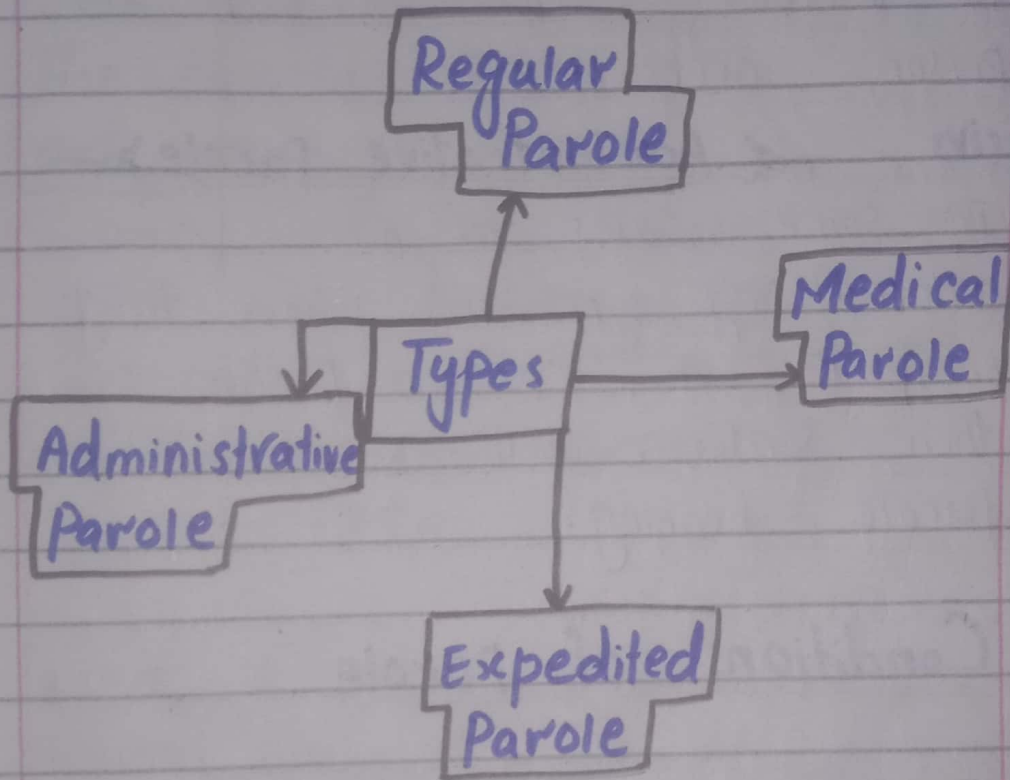 Regular
Parole
Medical
Parole
Types
Administrative
Parole
Expedited
Parole